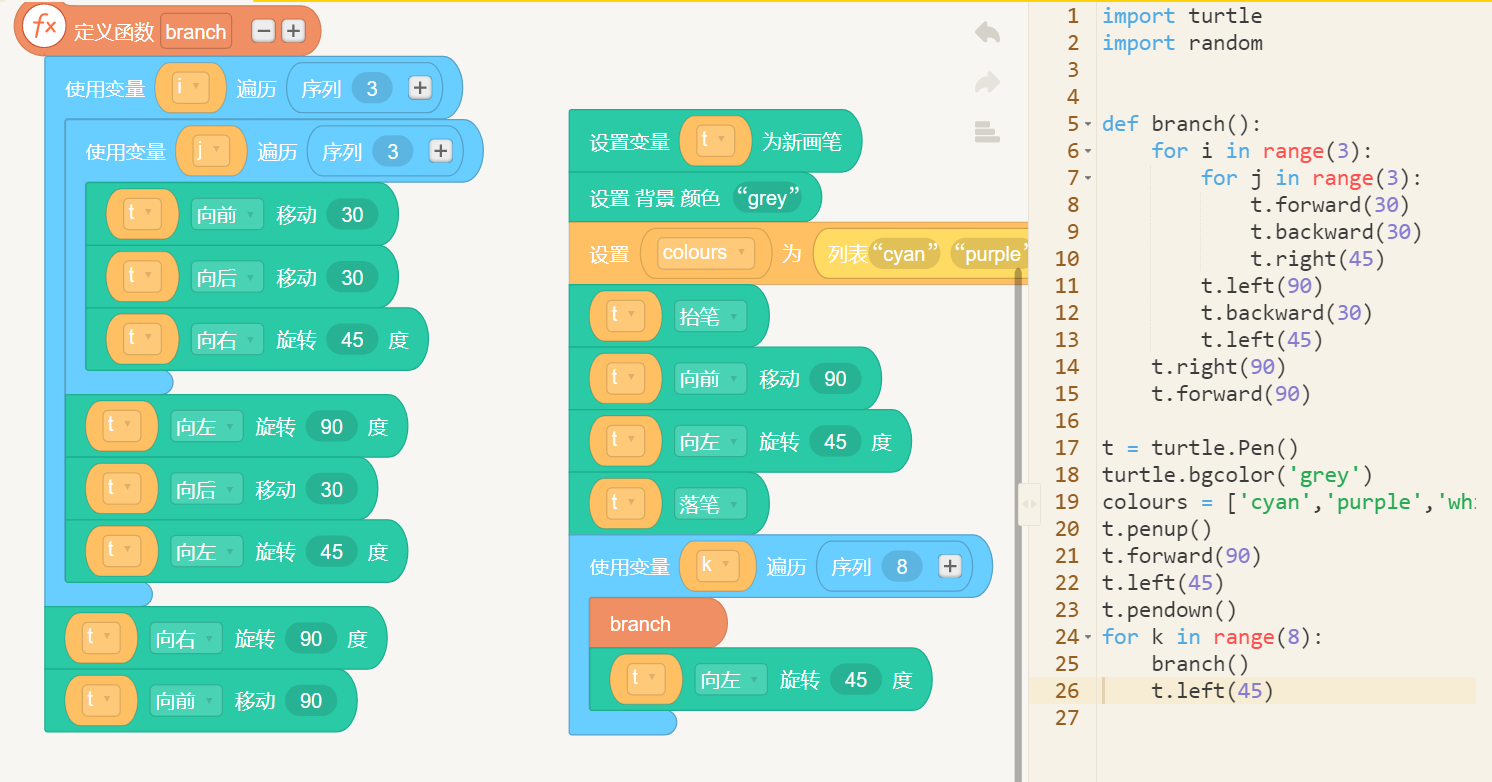 fx 定义函数 branch − +
使用变量 i 遍历 序列 3 +
使用变量 j 遍历 序列 3 +
t 向前 移动 30
t 向后 移动 30
t 向右 旋转 45 度
t 向左 旋转 90 度
t 向后 移动 30
t 向左 旋转 45 度
t 向右 旋转 90 度
t 向前 移动 90
设置变量 t 为新画笔
设置 背景 颜色 “grey”
设置 colours 为 列表 “cyan” “purple”
t 抬笔
t 向前 移动 90
t 向左 旋转 45 度
t 落笔
使用变量 k 遍历 序列 8 +
branch
t 向左 旋转 45 度
1 import turtle
2 import random
3
4
5 def branch():
6 for i in range(3):
7 for j in range(3):
8 t.forward(30)
9 t.backward(30)
10 t.right(45)
11 t.left(90)
12 t.backward(30)
13 t.left(45)
14 t.right(90)
15 t.forward(90)
16
17 t = turtle.Pen()
18 turtle.bgcolor('grey')
19 colours = ['cyan','purple','whi
20 t.penup()
21 t.forward(90)
22 t.left(45)
23 t.pendown()
24 for k in range(8):
25 branch()
26 t.left(45)
27